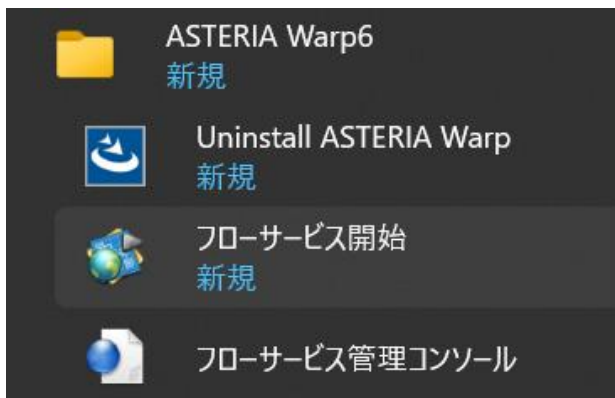 ASTERIA Warp6
新規
Uninstall ASTERIA Warp
新規
フローサービス開始
新規
フローサービス管理コンソール